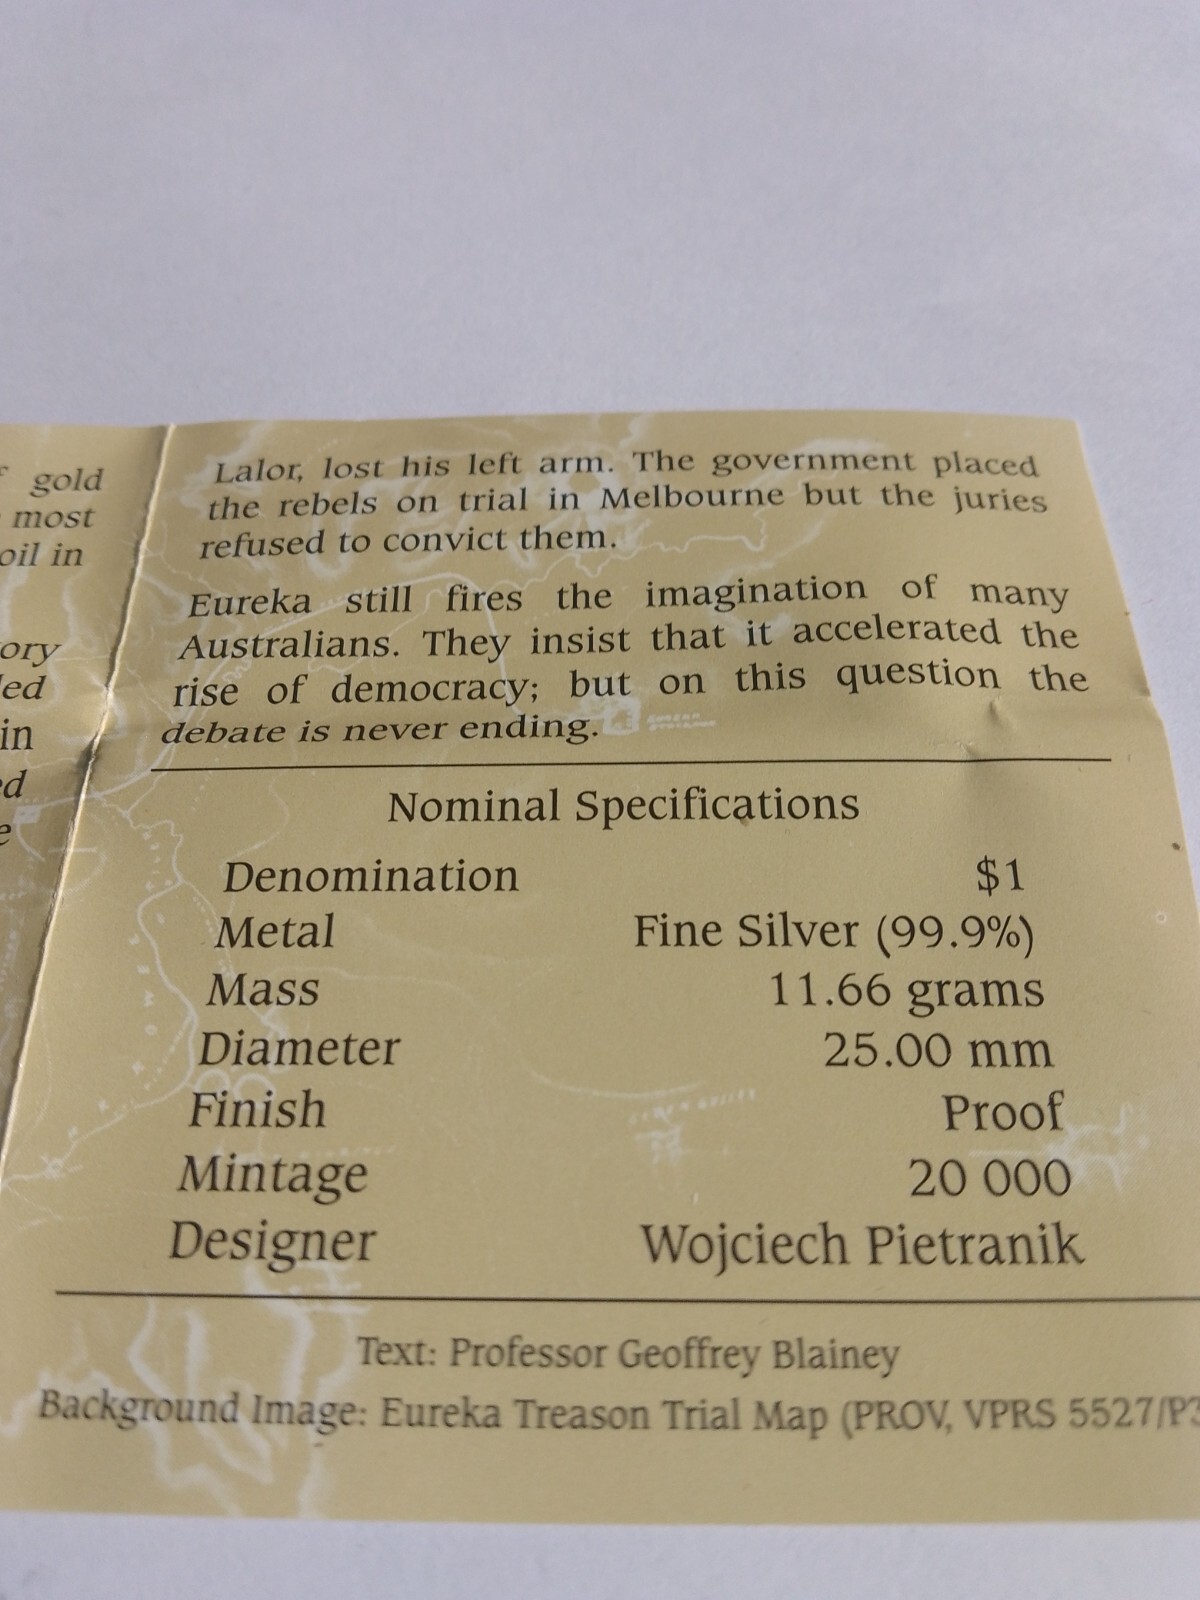 gold
most
oil in
ory
led
in
ed
e
Lalor, lost his left arm. The government placed
the rebels on trial in Melbourne but the juries
refused to convict them.
Eureka still fires the imagination of many
Australians. They insist that it accelerated the
rise of democracy; but on this question the
debate is never ending.
Nominal Specifications
Denomination $1
Metal Fine Silver (99.9%)
Mass 11.66 grams
Diameter 25.00 mm
Finish Proof
Mintage 20 000
Designer Wojciech Pietranik
Text: Professor Geoffrey Blainey
Background Image: Eureka Treason Trial Map (PROV, VPRS 5527/P3